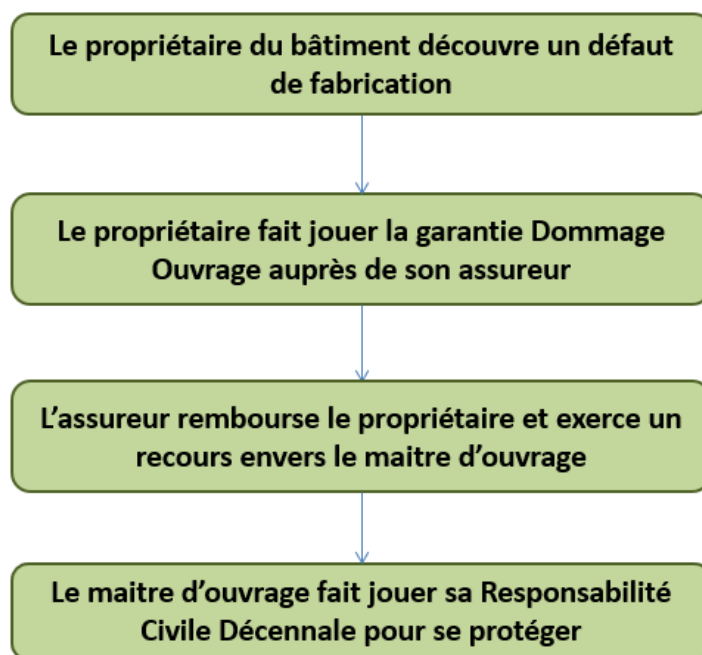 Le propriétaire du bâtiment découvre un défaut
de fabrication
Le propriétaire fait jouer la garantie Dommage
Ouvrage auprès de son assureur
L’assureur rembourse le propriétaire et exerce un
recours envers le maitre d’ouvrage
Le maitre d’ouvrage fait jouer sa Responsabilité
Civile Décennale pour se protéger